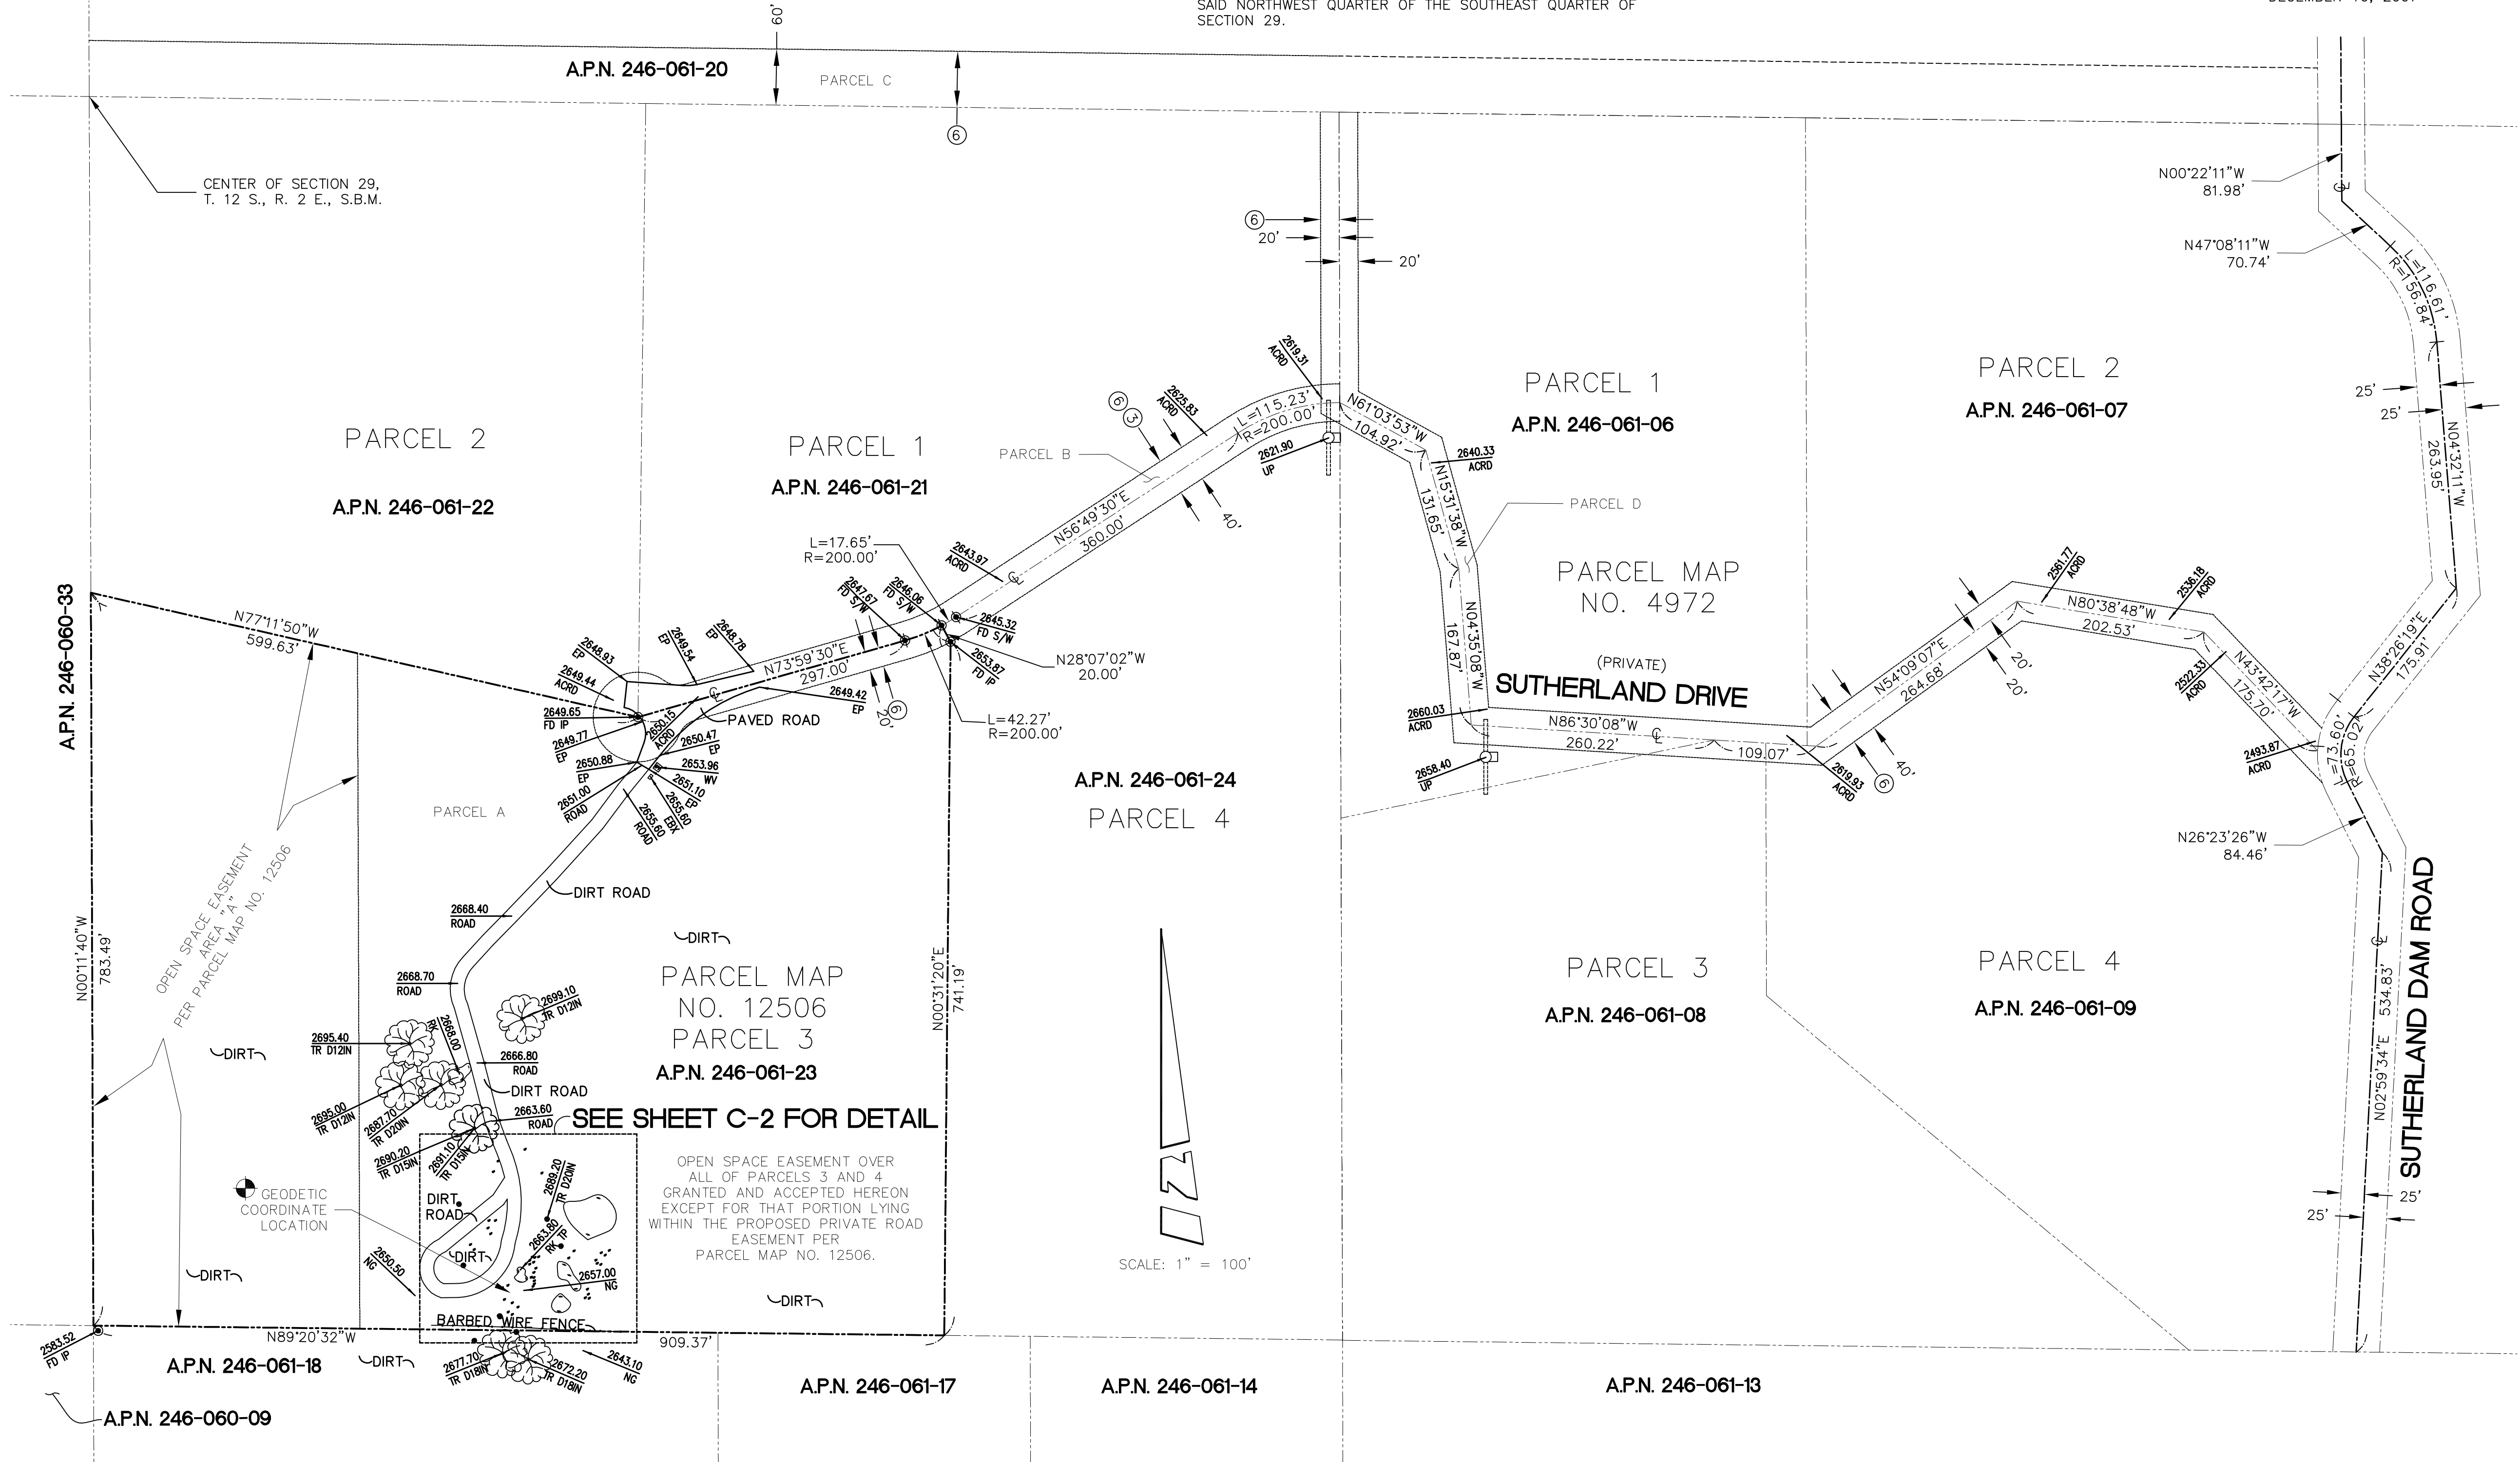 SAID NORTHWEST QUARTER OF THE SOUTHEAST QUARTER OF
SECTION 29.
60'
A.P.N. 246-061-20
PARCEL C
6
CENTER OF SECTION 29,
T. 12 S., R. 2 E., S.B.M.
6
20'
20'
N00°22'11"W
81.98'
N47°08'11"W
70.74'
L=116.61'
R=156.84'
25'
25'
N04°32'11"W
263.95'
PARCEL 2
A.P.N. 246-061-22
PARCEL 1
A.P.N. 246-061-21
PARCEL B
6
3
2625.83
ACRD
2619.31
ACRD
L=115.23'
R=200.00'
2621.90
UP
N61°03'53"W
104.92'
2640.33
ACRD
N15°31'38"W
131.65'
PARCEL 1
A.P.N. 246-061-06
PARCEL 2
A.P.N. 246-061-07
PARCEL D
PARCEL MAP
NO. 4972
N56°49'30"E
360.00'
40'
2643.97
ACRD
L=17.65'
R=200.00'
2647.67
FD S/W
2646.06
FD S/W
2645.32
FD S/W
2653.87
FD IP
N28°07'02"W
20.00'
L=42.27'
R=200.00'
N73°59'30"E
297.00'
20'
6
A.P.N. 246-060-33
N77°11'50"W
599.63'
2648.93
EP
2649.54
EP
2648.78
EP
2649.44
ACRD
2649.65
FD IP
2649.77
EP
2650.15
ACRD
2649.42
EP
PAVED ROAD
2650.47
EP
2650.88
EP
2653.96
WV
2651.10
EP
2651.00
ROAD
2655.60
EBX
2655.60
ROAD
N04°35'08"W
167.87'
(PRIVATE)
SUTHERLAND DRIVE
2660.03
ACRD
N86°30'08"W
260.22'
109.07'
2658.40
UP
2619.93
ACRD
6
40'
N54°09'07"E
264.68'
20'
20'
2561.77
ACRD
2536.18
ACRD
N80°38'48"W
202.53'
2522.33
ACRD
N43°42'17"W
175.70'
2493.87
ACRD
N38°26'19"E
175.91'
L=73.60'
R=65.02'
N26°23'26"W
84.46'
A.P.N. 246-061-24
PARCEL 4
PARCEL A
OPEN SPACE EASEMENT
AREA "A"
PER PARCEL MAP NO. 12506
DIRT ROAD
2668.40
ROAD
DIRT
N00°11'40"W
783.49'
2668.70
ROAD
PARCEL MAP
NO. 12506
PARCEL 3
A.P.N. 246-061-23
N00°31'20"E
741.19'
2699.10
TR D12IN
2695.40
TR D12IN
2668.00
RK
DIRT
2666.80
ROAD
DIRT ROAD
2695.00
TR D12IN
2687.70
TR D20IN
2663.60
ROAD
SEE SHEET C-2 FOR DETAIL
2690.20
TR D15IN
2691.10
TR D15IN
2689.20
TR D20IN
GEODETIC
COORDINATE
LOCATION
DIRT
ROAD
2663.80
RK TP
DIRT
2650.50
NG
2657.00
NG
DIRT
OPEN SPACE EASEMENT OVER
ALL OF PARCELS 3 AND 4
GRANTED AND ACCEPTED HEREON
EXCEPT FOR THAT PORTION LYING
WITHIN THE PROPOSED PRIVATE ROAD
EASEMENT PER
PARCEL MAP NO. 12506.
DIRT
BARBED WIRE FENCE
SCALE: 1" = 100'
PARCEL 3
A.P.N. 246-061-08
PARCEL 4
A.P.N. 246-061-09
N02°59'34"E 534.83'
SUTHERLAND DAM ROAD
25'
25'
2583.52
FD IP
N89°20'32"W
909.37'
A.P.N. 246-061-18
DIRT
2677.70
TR D18IN
2672.20
TR D18IN
2643.10
NG
A.P.N. 246-061-17
A.P.N. 246-061-14
A.P.N. 246-061-13
A.P.N. 246-060-09